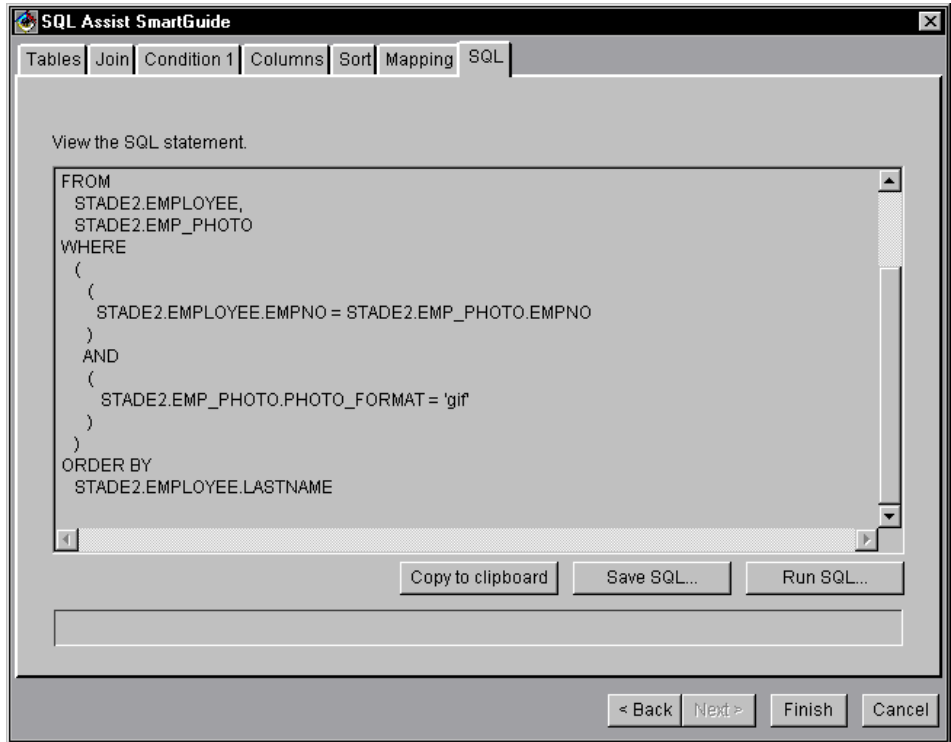 SQL Assist SmartGuide
Tables Join Condition 1 Columns Sort Mapping SQL
View the SQL statement.
FROM
STADE2.EMPLOYEE,
STADE2.EMP_PHOTO
WHERE
(
(
STADE2.EMPLOYEE.EMPNO = STADE2.EMP_PHOTO.EMPNO
)
AND
(
STADE2.EMP_PHOTO.PHOTO_FORMAT = 'gif'
)
)
ORDER BY
STADE2.EMPLOYEE.LASTNAME
Copy to clipboard Save SQL... Run SQL...
< Back Next > Finish Cancel